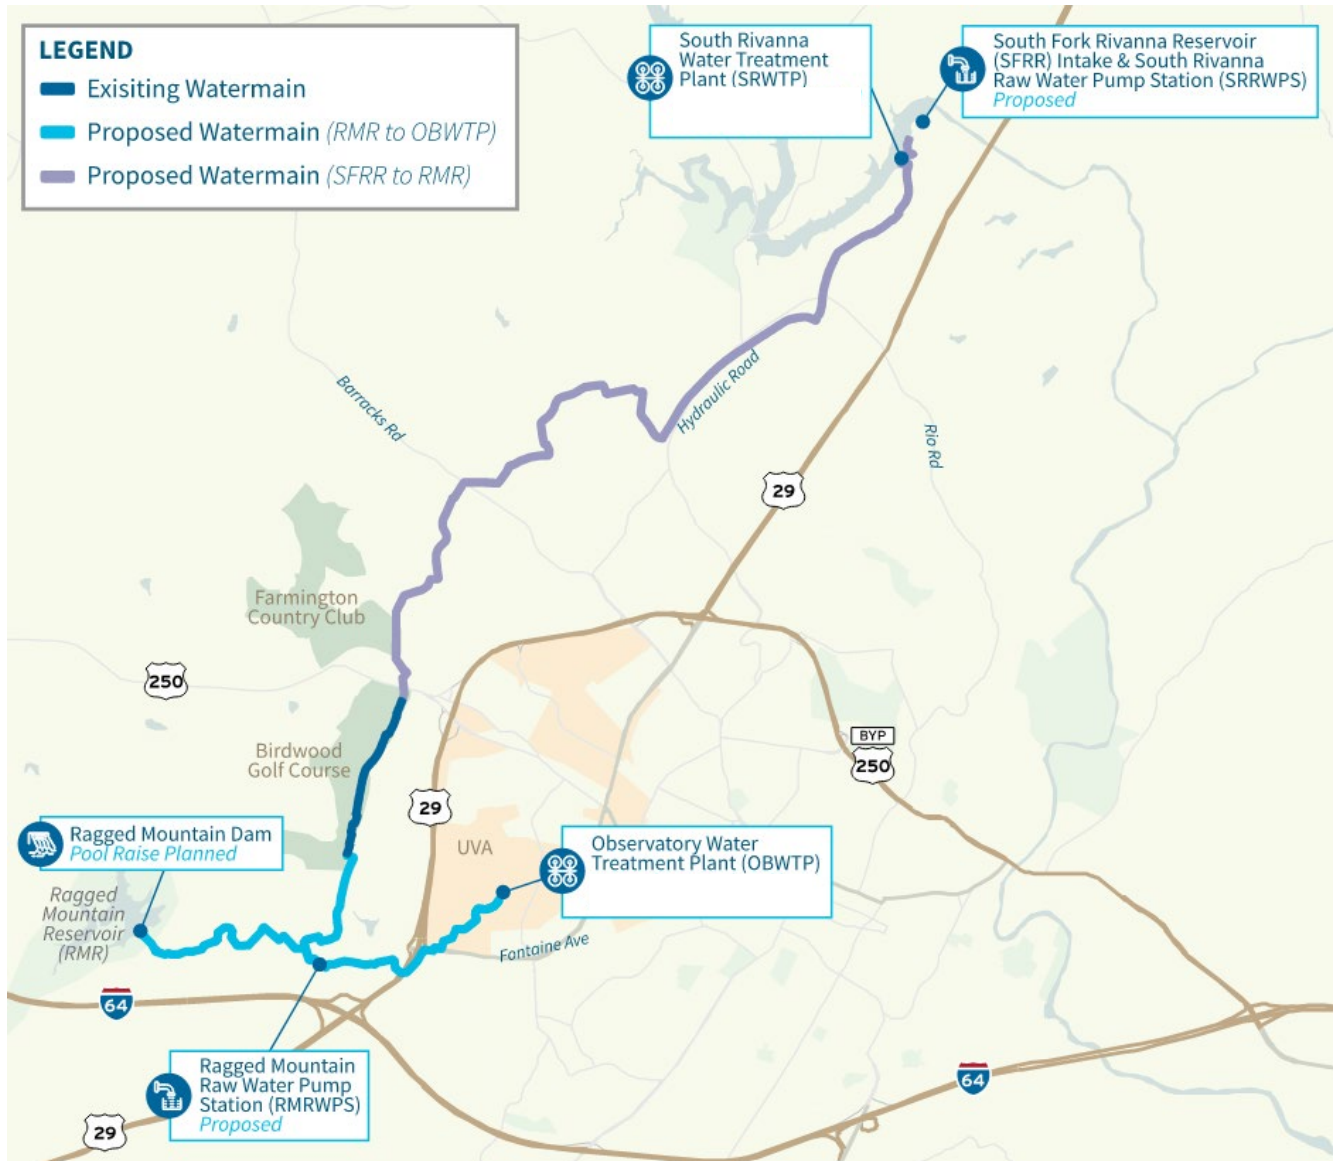 LEGEND
Exisiting Watermain
Proposed Watermain (RMR to OBWTP)
Proposed Watermain (SFRR to RMR)
South Rivanna
Water Treatment
Plant (SRWTP)
South Fork Rivanna Reservoir
(SFRR) Intake & South Rivanna
Raw Water Pump Station (SRRWPS)
Proposed
Barracks Rd
Hydraulic Road
Rio Rd
29
Farmington
Country Club
250
Birdwood
Golf Course
BYP
250
29
Ragged Mountain Dam
Pool Raise Planned
UVA
Observatory Water
Treatment Plant (OBWTP)
Ragged
Mountain
Reservoir
(RMR)
Fontaine Ave
64
Ragged Mountain
Raw Water Pump
Station (RMRWPS)
Proposed
64
29